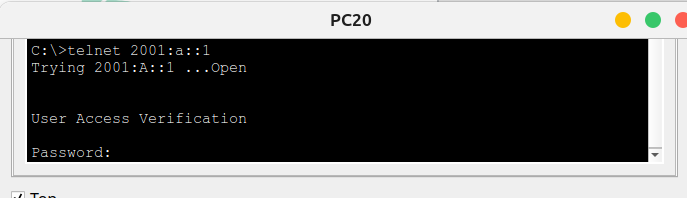 PC20
C:\>telnet 2001:a::1
Trying 2001:A::1 ...Open
User Access Verification
Password: